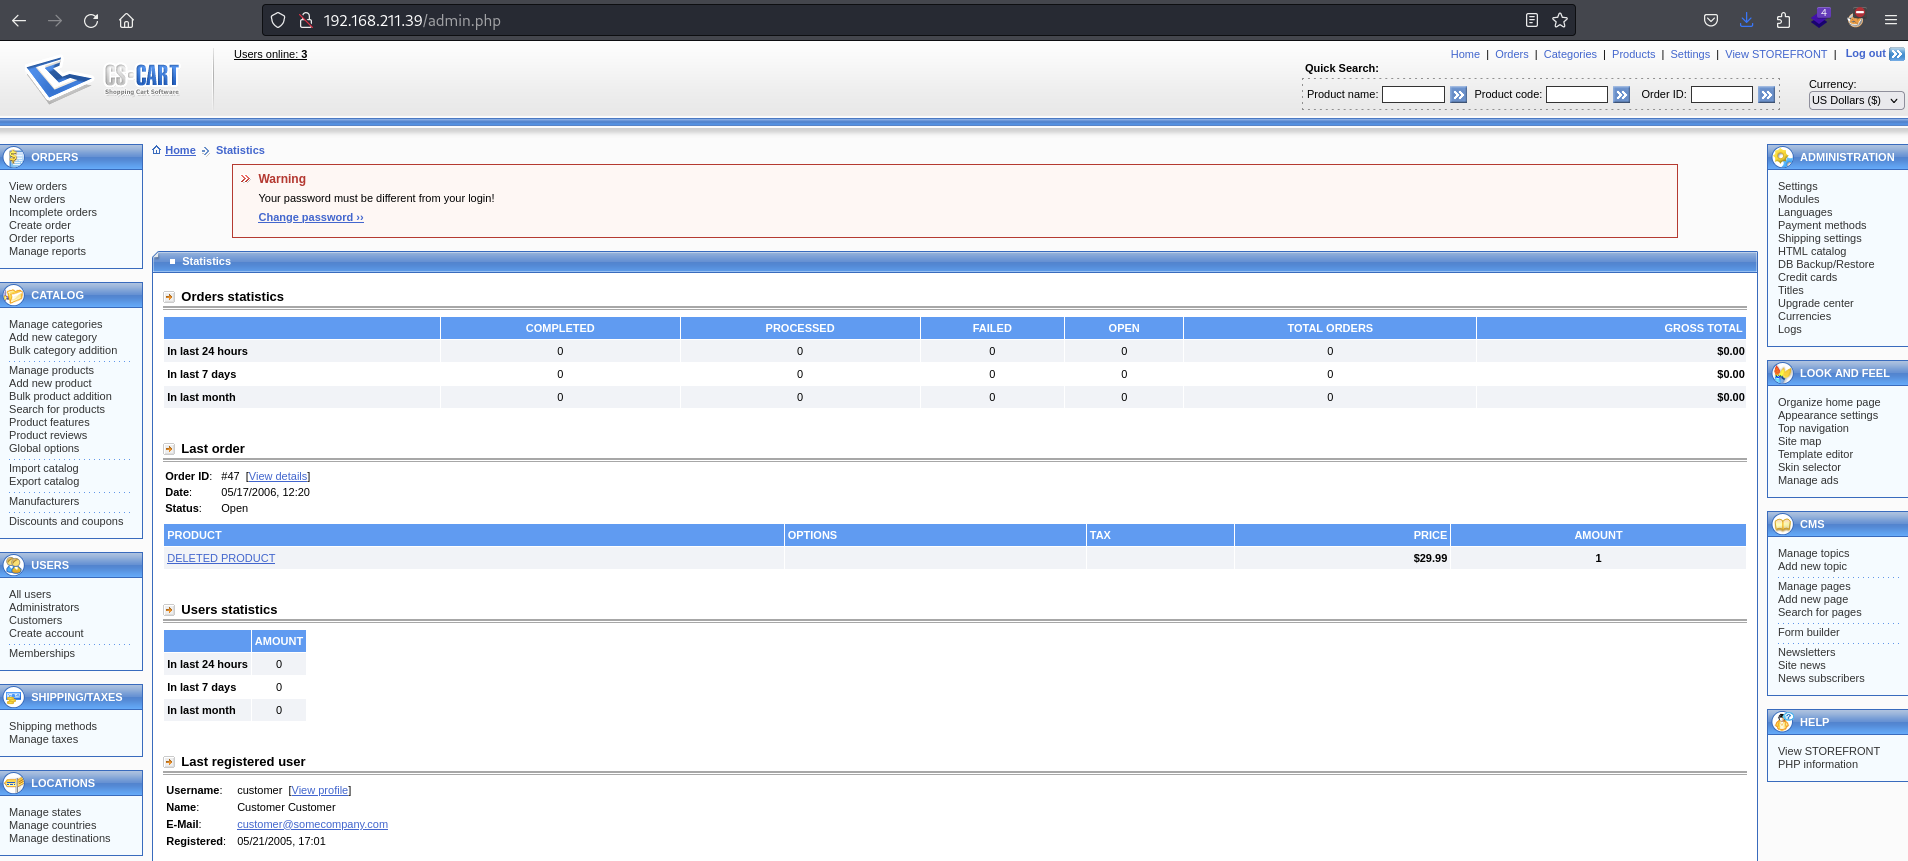 192.168.211.39/admin.php
4
CS-CART
Shopping Cart Software
Users online: 3
Home | Orders | Categories | Products | Settings | View STOREFRONT | Log out
Quick Search:
Product name: Product code: Order ID:
Currency:
US Dollars ($)
ORDERS
View orders
New orders
Incomplete orders
Create order
Order reports
Manage reports
CATALOG
Manage categories
Add new category
Bulk category addition
Manage products
Add new product
Bulk product addition
Search for products
Product features
Product reviews
Global options
Import catalog
Export catalog
Manufacturers
Discounts and coupons
USERS
All users
Administrators
Customers
Create account
Memberships
SHIPPING/TAXES
Shipping methods
Manage taxes
LOCATIONS
Manage states
Manage countries
Manage destinations
Home Statistics
Warning
Your password must be different from your login!
Change password ››
Statistics
Orders statistics
COMPLETED PROCESSED FAILED OPEN TOTAL ORDERS GROSS TOTAL
In last 24 hours 0 0 0 0 0 $0.00
In last 7 days 0 0 0 0 0 $0.00
In last month 0 0 0 0 0 $0.00
Last order
Order ID: #47 [View details]
Date: 05/17/2006, 12:20
Status: Open
PRODUCT OPTIONS TAX PRICE AMOUNT
DELETED PRODUCT $29.99 1
Users statistics
AMOUNT
In last 24 hours 0
In last 7 days 0
In last month 0
Last registered user
Username: customer [View profile]
Name: Customer Customer
E-Mail: customer@somecompany.com
Registered: 05/21/2005, 17:01
ADMINISTRATION
Settings
Modules
Languages
Payment methods
Shipping settings
HTML catalog
DB Backup/Restore
Credit cards
Titles
Upgrade center
Currencies
Logs
LOOK AND FEEL
Organize home page
Appearance settings
Top navigation
Site map
Template editor
Skin selector
Manage ads
CMS
Manage topics
Add new topic
Manage pages
Add new page
Search for pages
Form builder
Newsletters
Site news
News subscribers
HELP
View STOREFRONT
PHP information